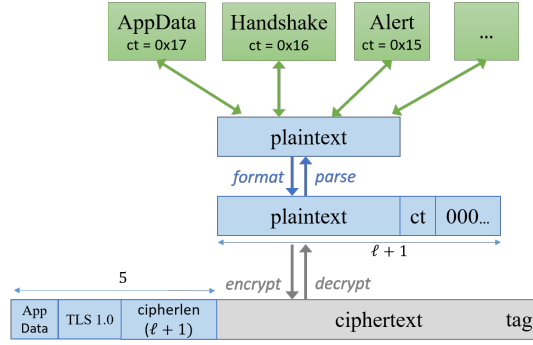 AppData
ct = 0x17
Handshake
ct = 0x16
Alert
ct = 0x15
...
plaintext
format
parse
plaintext
ct
000...
ℓ + 1
5
encrypt
decrypt
App
Data
TLS 1.0
cipherlen
(ℓ + 1)
ciphertext
tag